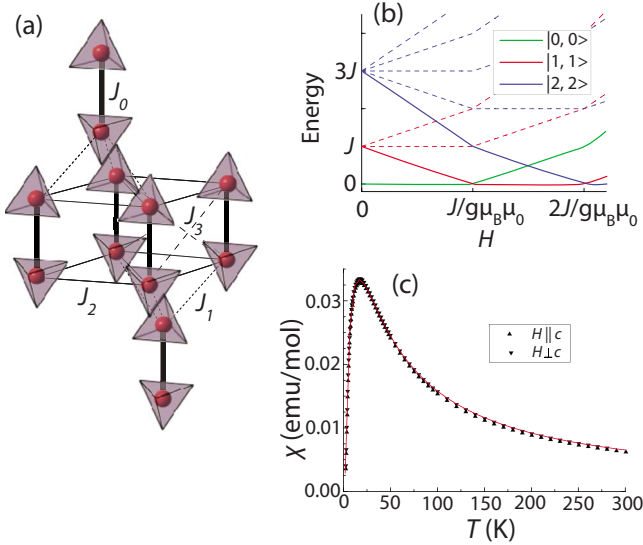 (a)
J0
J3
J2
J1
(b)
Energy
3J
J
0
|0, 0>
|1, 1>
|2, 2>
0
J/gμBμ0
2J/gμBμ0
H
(c)
χ (emu/mol)
0.03
0.02
0.01
0.00
H∥c
H⊥c
0 50 100 150 200 250 300
T (K)